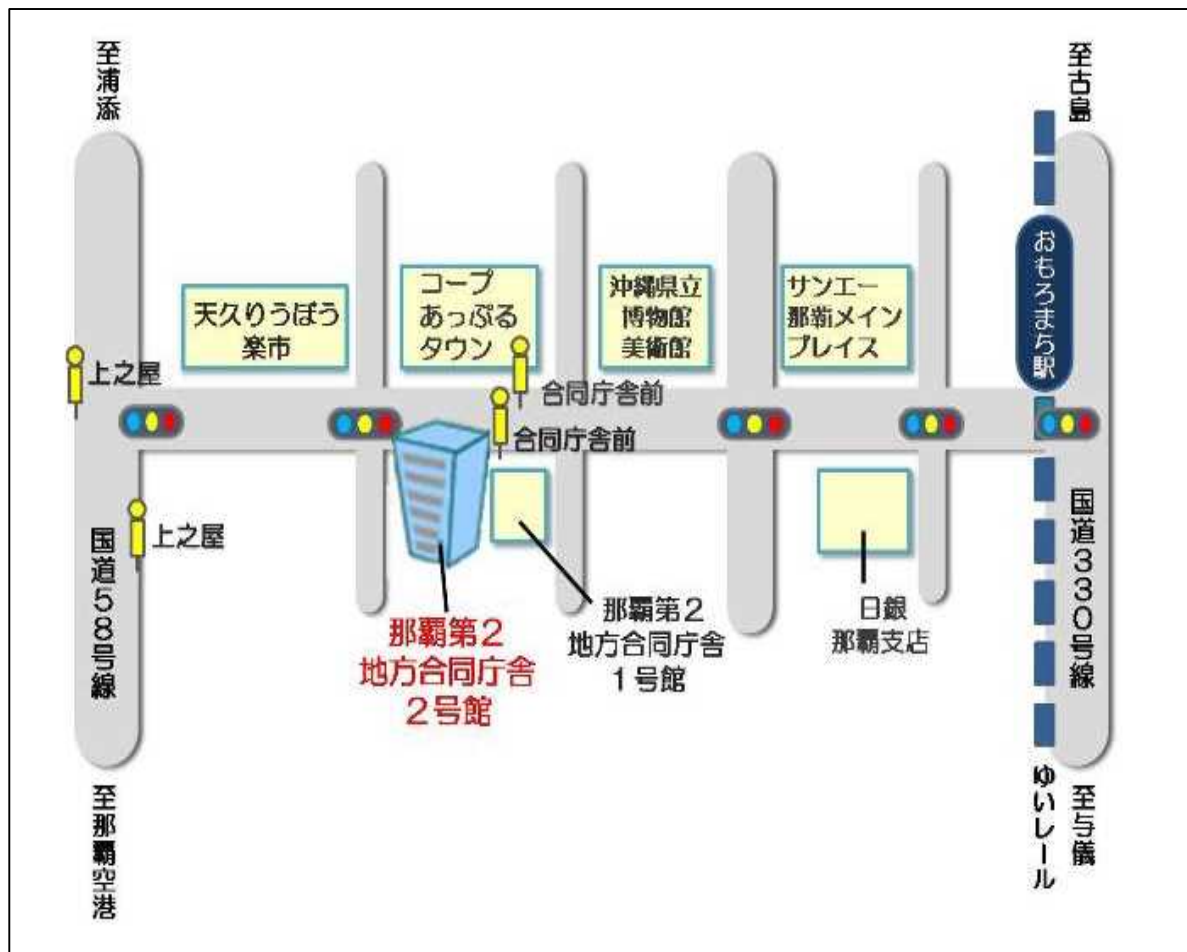 至浦添
至古島
おもろまち駅
天久りうぼう
楽市
コープ
あっぷる
タウン
沖縄県立
博物館
美術館
サンエー
那覇メイン
プレイス
上之屋
合同庁舎前
合同庁舎前
上之屋
国道58号線
国道330号線
那覇第2
地方合同庁舎
2号館
那覇第2
地方合同庁舎
1号館
日銀
那覇支店
至那覇空港
ゆいレール
至与儀